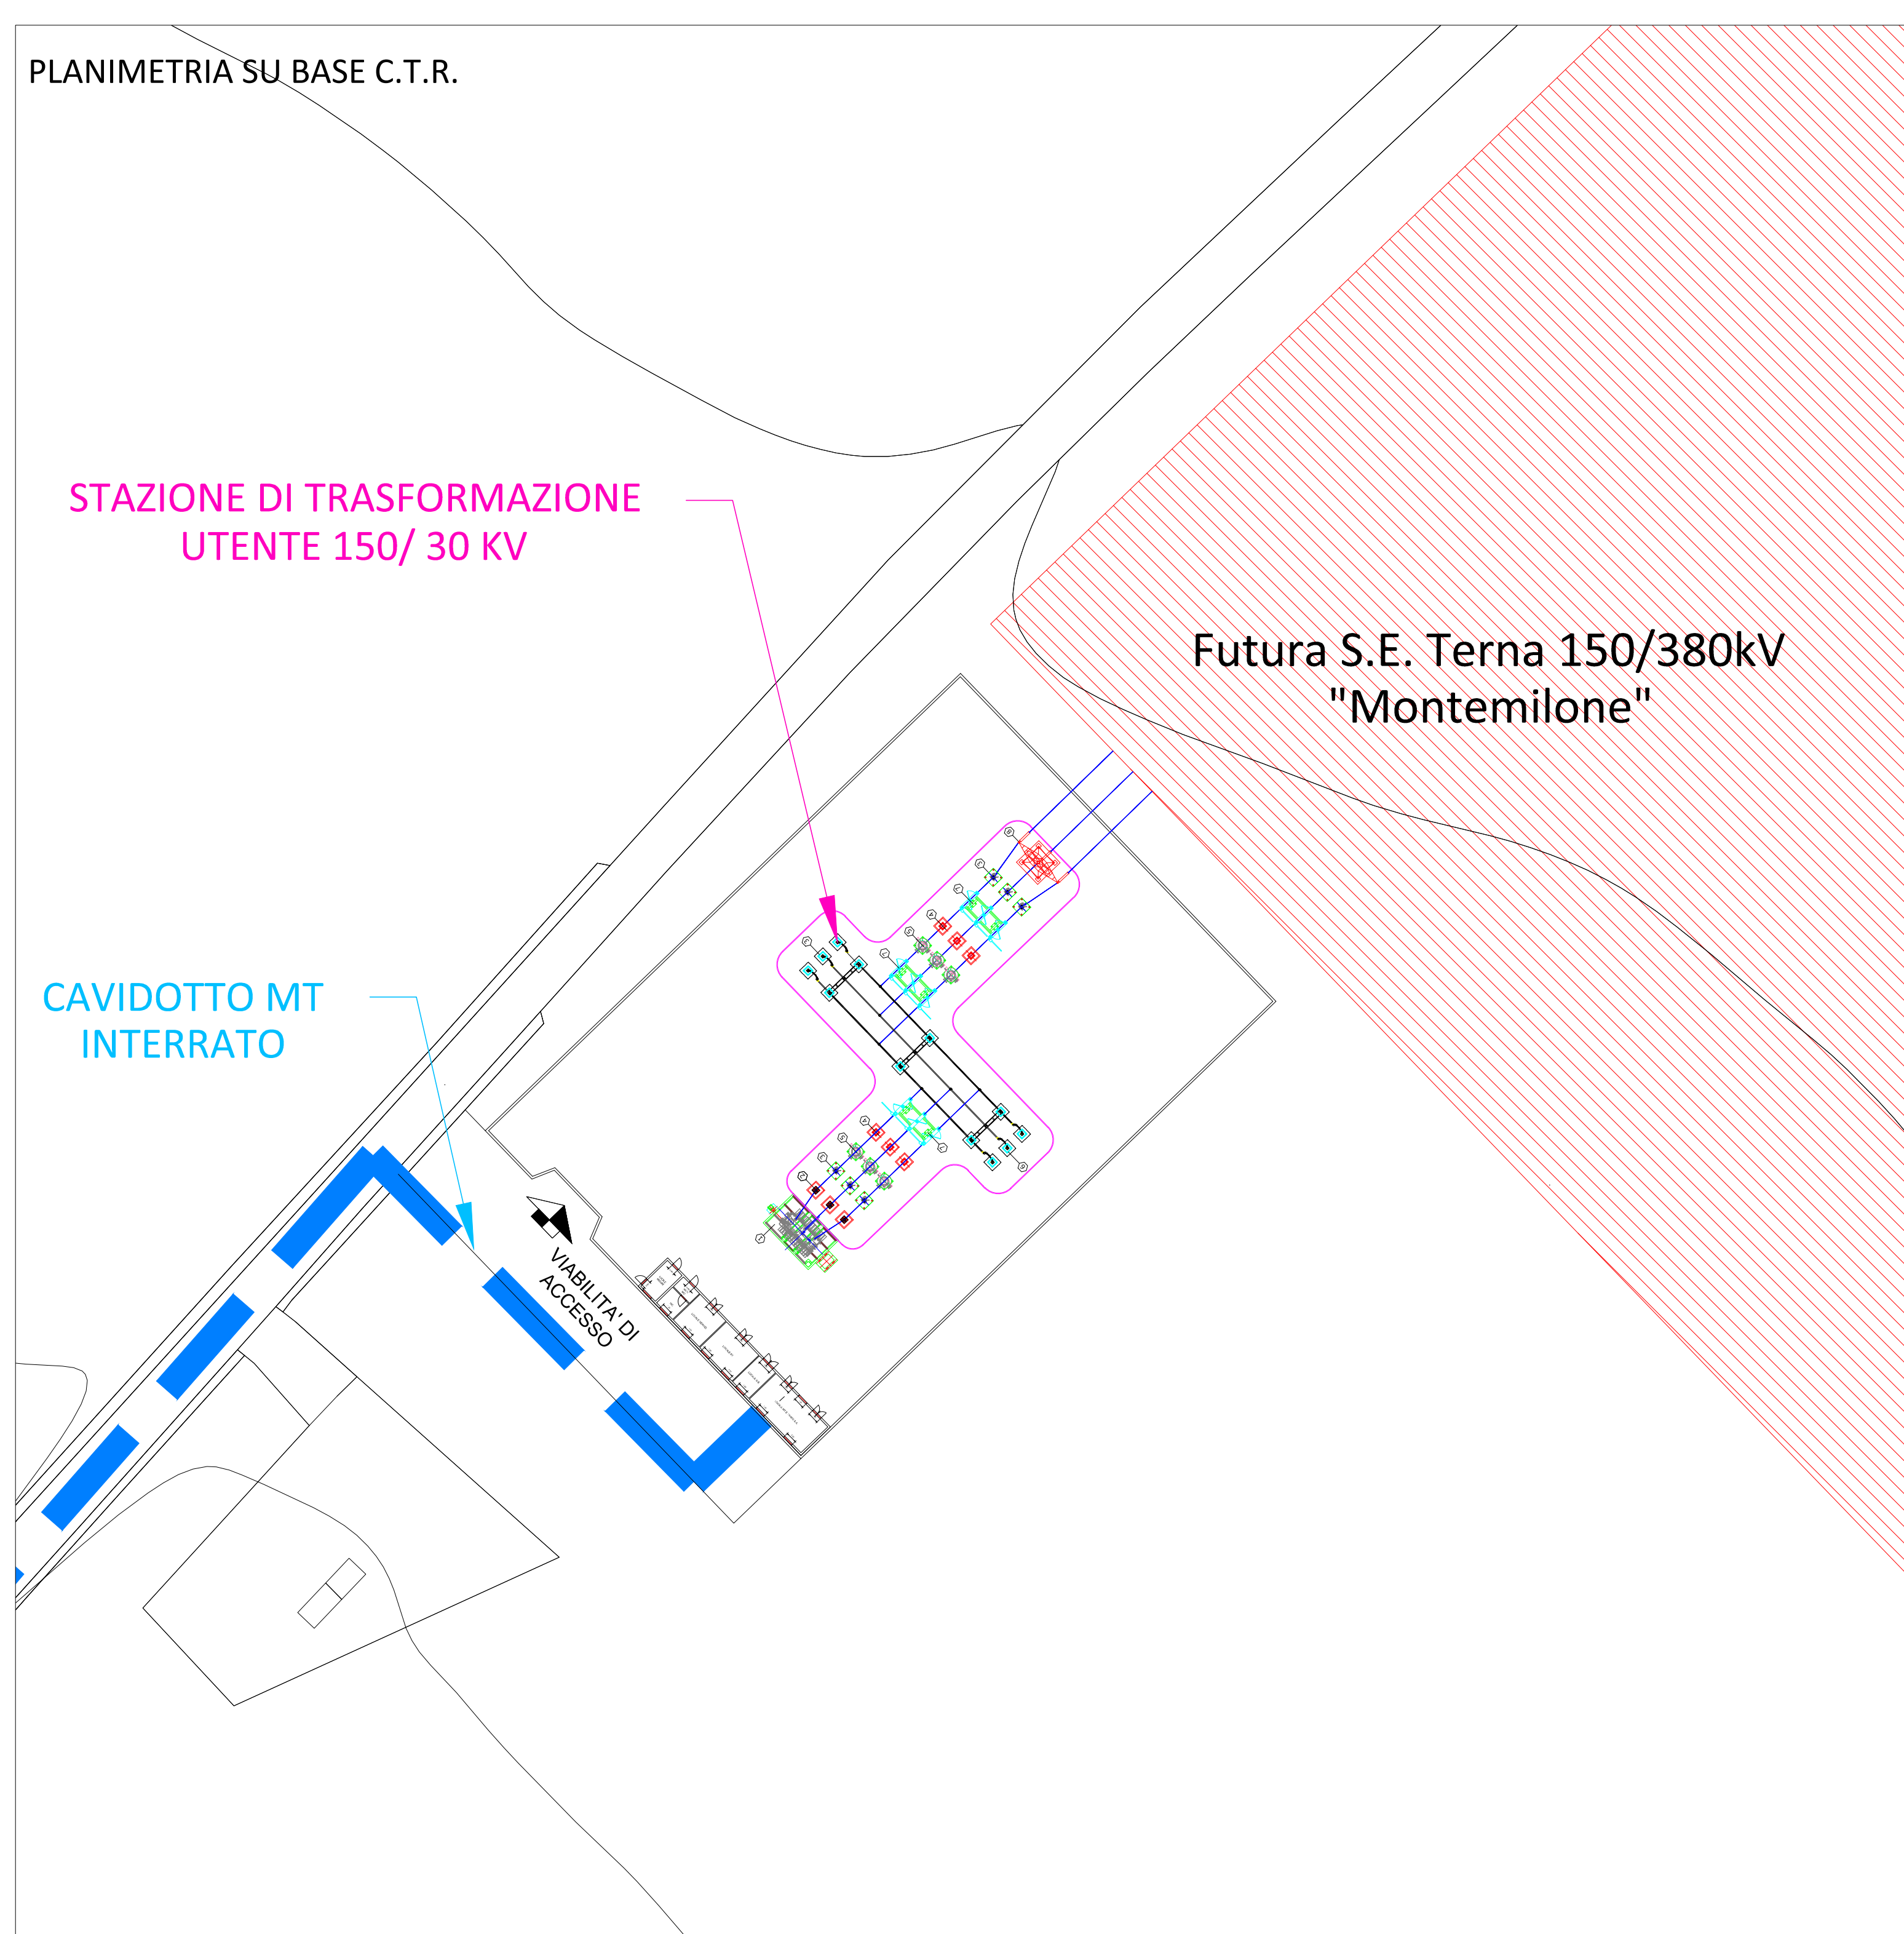 PLANIMETRIA SU BASE C.T.R.
STAZIONE DI TRASFORMAZIONE
UTENTE 150/ 30 KV
Futura S.E. Terna 150/380kV
"Montemilone"
CAVIDOTTO MT
INTERRATO
VIABILITA' DI
ACCESSO